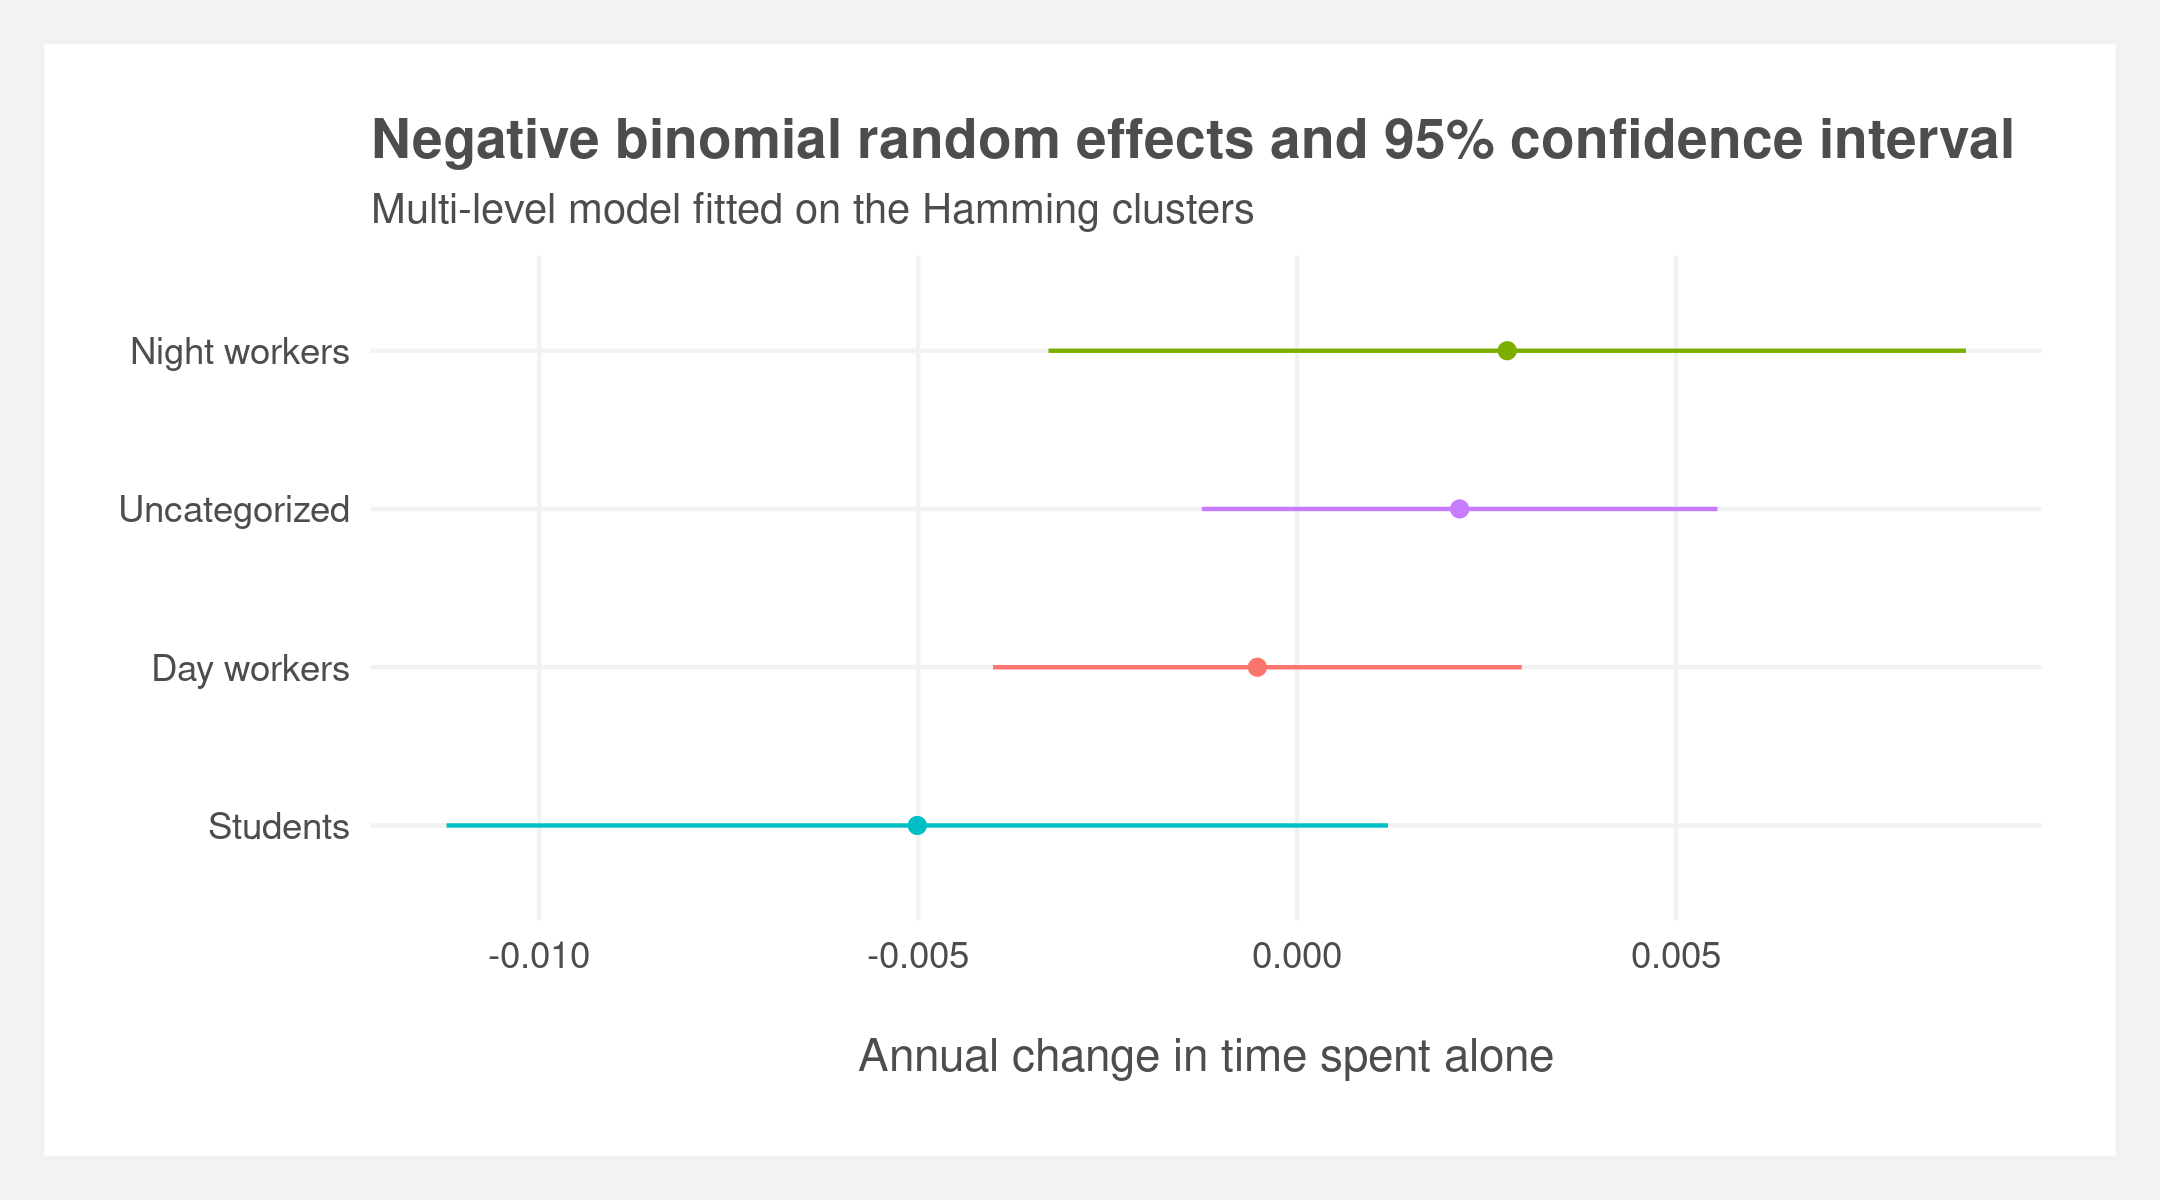 Negative binomial random effects and 95% confidence interval
Multi-level model fitted on the Hamming clusters
Night workers
Uncategorized
Day workers
Students
-0.010
-0.005
0.000
0.005
Annual change in time spent alone